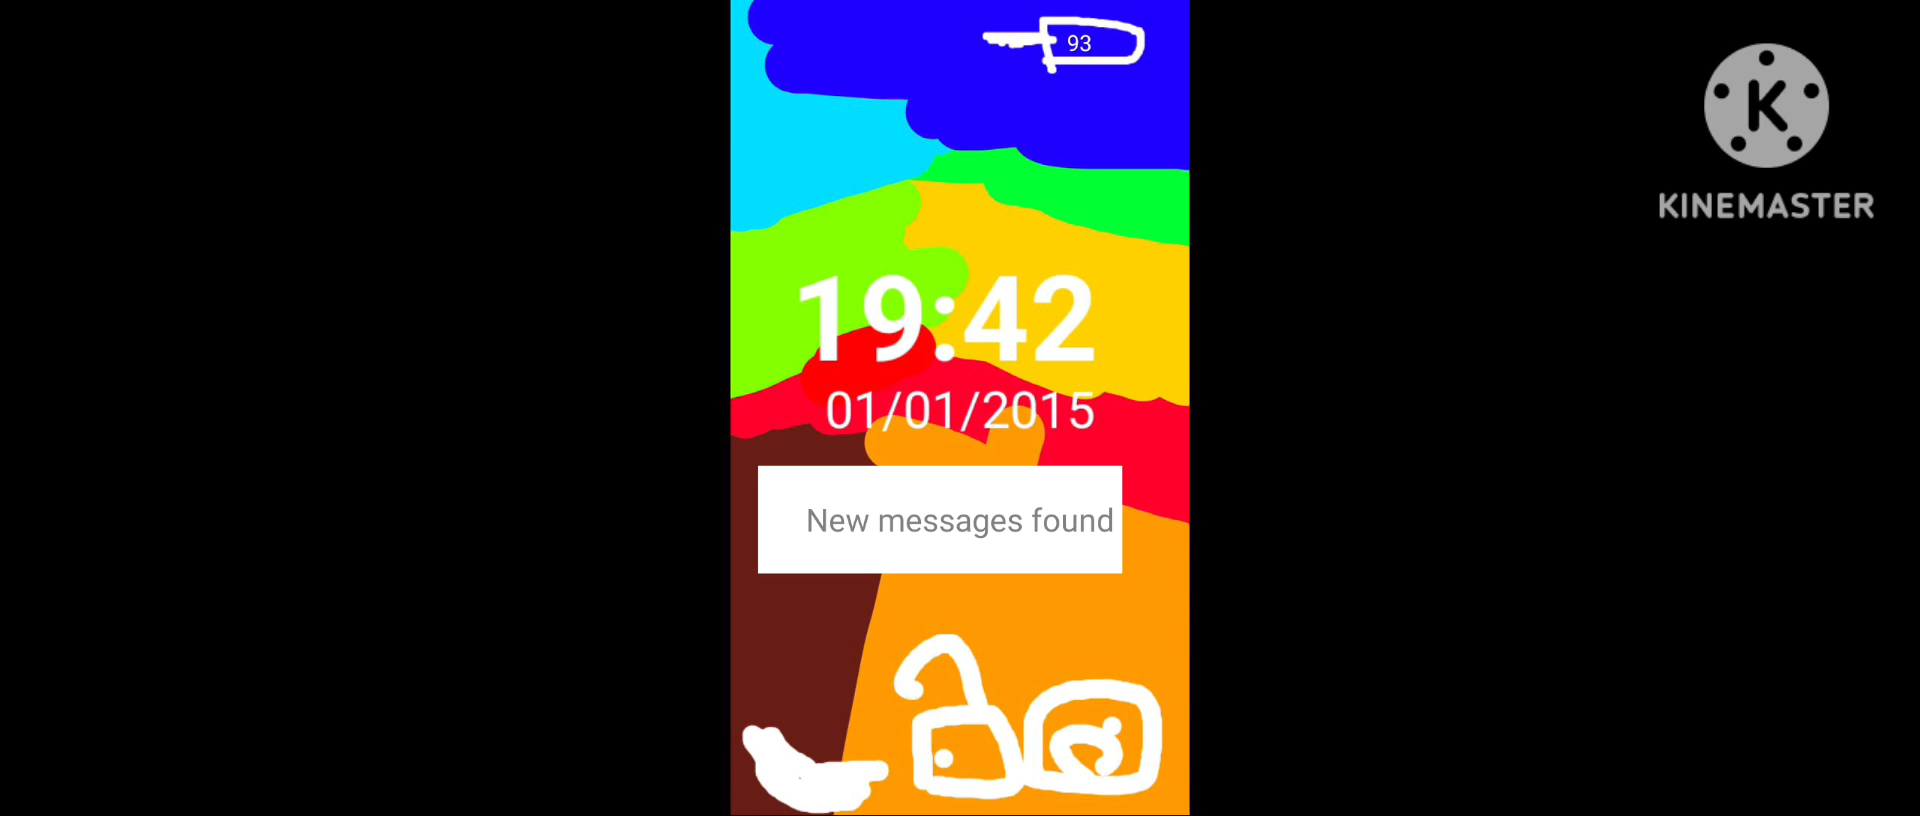 93
K
KINEMASTER
19:42
01/01/2015
New messages found